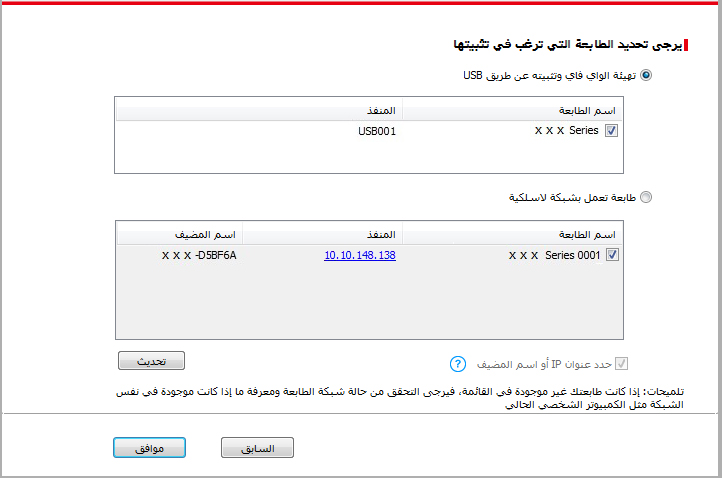 يرجى تحديد الطابعة التي ترغب في تثبيتها
تهيئة الواي فاي وتثبيته عن طريق USB
اسم الطابعة المنفذ
X X X Series USB001
طابعة تعمل بشبكة لاسلكية
اسم الطابعة المنفذ اسم المضيف
X X X Series 0001 10.10.148.138 X X X -D5BF6A
حدد عنوان IP أو اسم المضيف ? تحديث
تلميحات: إذا كانت طابعتك غير موجودة في القائمة، فيرجى التحقق من حالة شبكة الطابعة ومعرفة ما إذا كانت موجودة في نفس
الشبكة مثل الكمبيوتر الشخصي الحالي
السابق موافق